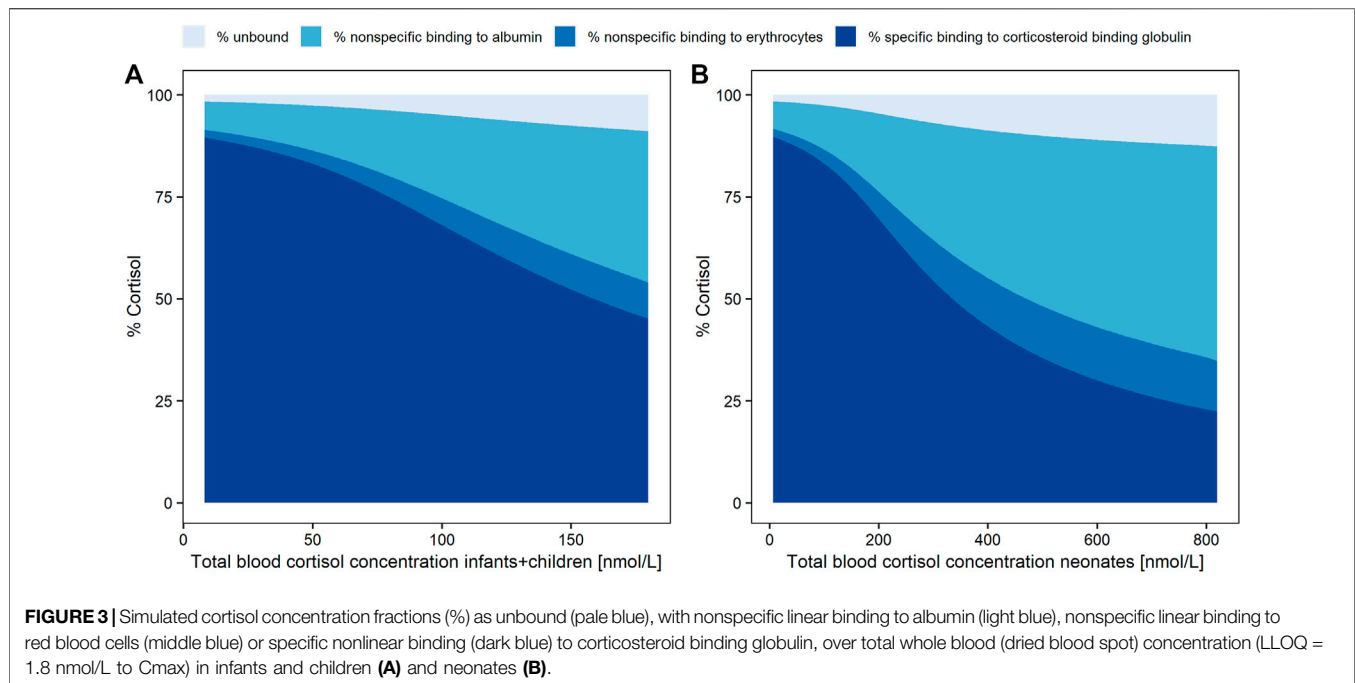 % unbound % nonspecific binding to albumin % nonspecific binding to erythrocytes % specific binding to corticosteroid binding globulin
A
100
75
50
25
0
% Cortisol
0 50 100 150
Total blood cortisol concentration infants+children [nmol/L]
B
100
75
50
25
0
% Cortisol
0 200 400 600 800
Total blood cortisol concentration neonates [nmol/L]
FIGURE 3 | Simulated cortisol concentration fractions (%) as unbound (pale blue), with nonspecific linear binding to albumin (light blue), nonspecific linear binding to
red blood cells (middle blue) or specific nonlinear binding (dark blue) to corticosteroid binding globulin, over total whole blood (dried blood spot) concentration (LLOQ =
1.8 nmol/L to Cmax) in infants and children (A) and neonates (B).